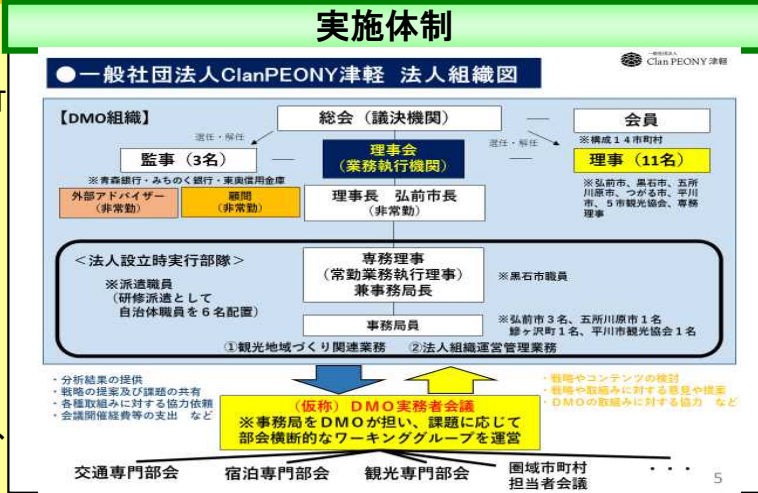 実施体制
一般社団法人
Clan PEONY 津軽
●一般社団法人ClanPEONY津軽 法人組織図
【DMO組織】
総会（議決機関）
会員
※構成１４市町村
選任・解任
選任・解任
監事（3名）
※青森銀行・みちのく銀行・東奥信用金庫
理事会
（業務執行機関）
理事（11名）
※弘前市、黒石市、五所
川原市、つがる市、平川
市、５市観光協会、専務
理事
外部アドバイザー
（非常勤）
顧問
（非常勤）
理事長 弘前市長
（非常勤）
＜法人設立時実行部隊＞
※派遣職員
（研修派遣として
自治体職員を６名配置）
専務理事
（常勤業務執行理事）
兼事務局長
※黒石市職員
事務局員
※弘前市３名、五所川原市１名
鰺ヶ沢町１名、平川市観光協会１名
①観光地域づくり関連業務 ②法人組織運営管理業務
・分析結果の提供
・戦略の提案及び課題の共有
・各種取組みに対する協力依頼
・会議開催経費等の支出 など
・戦略やコンテンツの検討
・戦略や取組みに対する意見や提案
・DMOの取組みに対する協力 など
（仮称）ＤＭＯ実務者会議
※事務局をＤＭＯが担い、課題に応じて
部会横断的なワーキンググループを運営
交通専門部会
宿泊専門部会
観光専門部会
圏域市町村
担当者会議
・・・
5